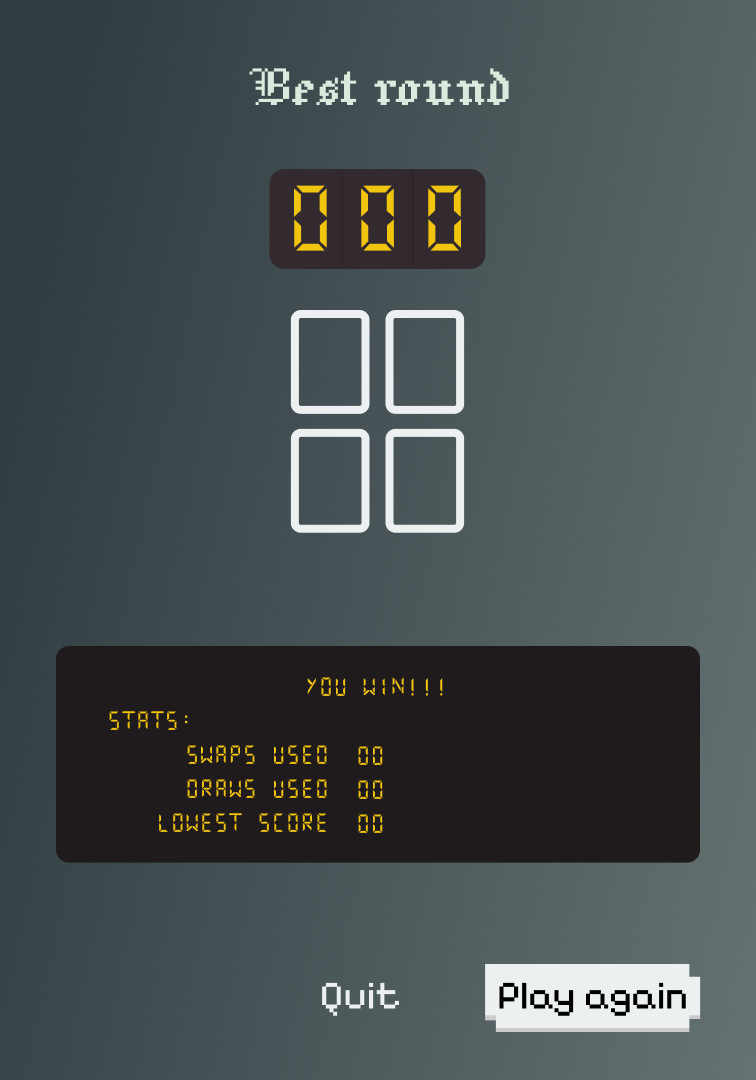 Best round
000
YOU WIN!!!
STATS:
SWAPS USED 00
DRAWS USED 00
LOWEST SCORE 00
Quit
Play again